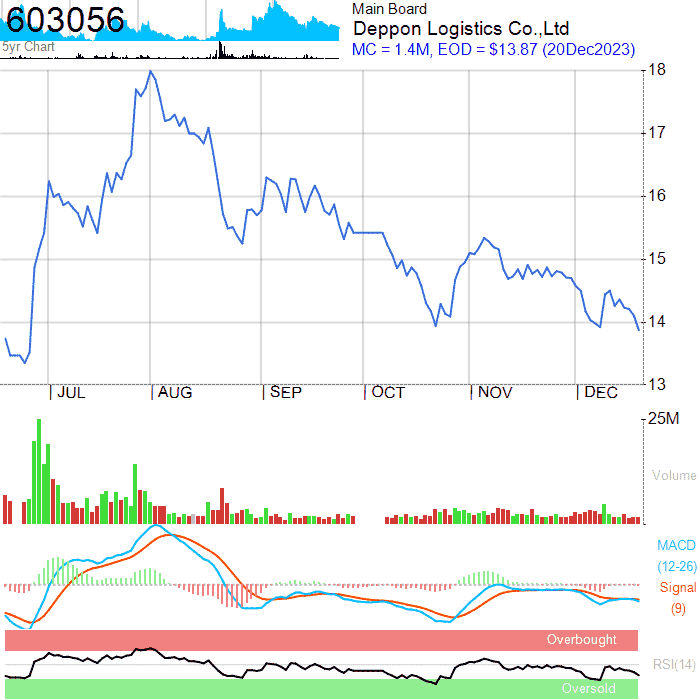 603056
5yr Chart
Main Board
Deppon Logistics Co.,Ltd
MC = 1.4M, EOD = $13.87 (20Dec2023)
18
17
16
15
14
13
JUL AUG SEP OCT NOV DEC
25M
Volume
MACD
(12-26)
Signal
(9)
Overbought
RSI(14)
Oversold